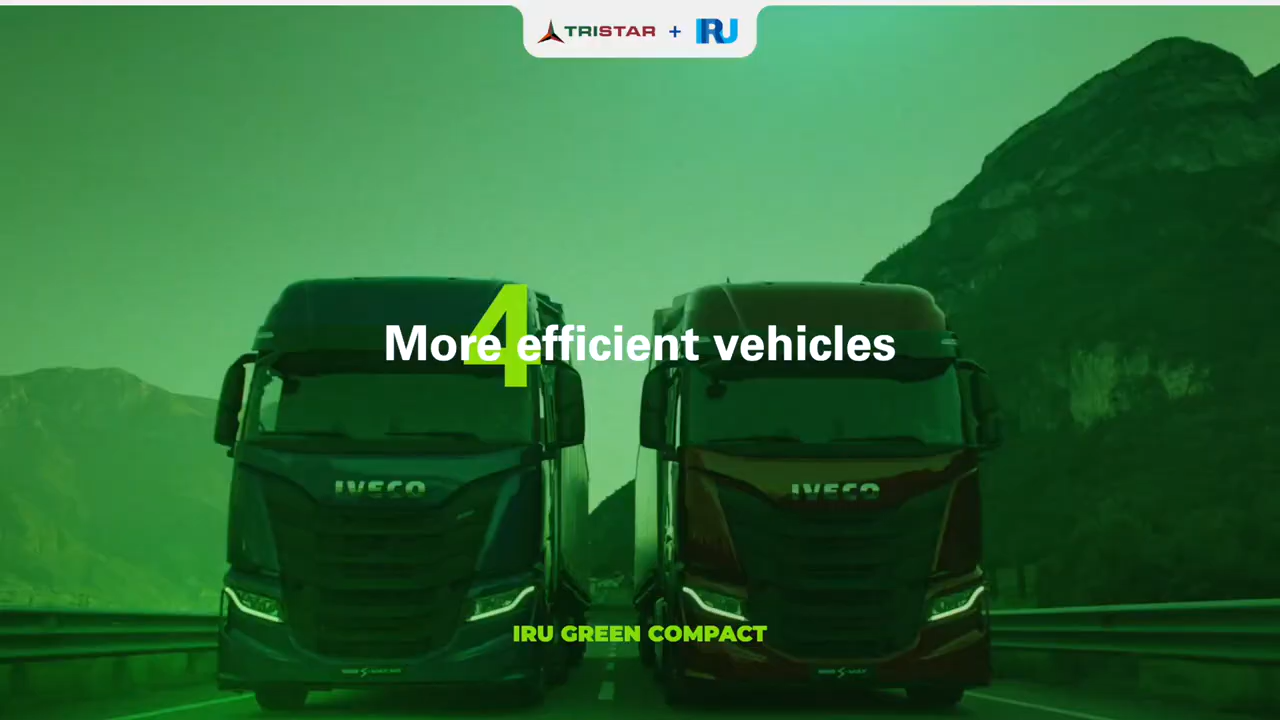 TRISTAR + IRU
4
More efficient vehicles
IVECO
IVECO
IRU GREEN COMPACT